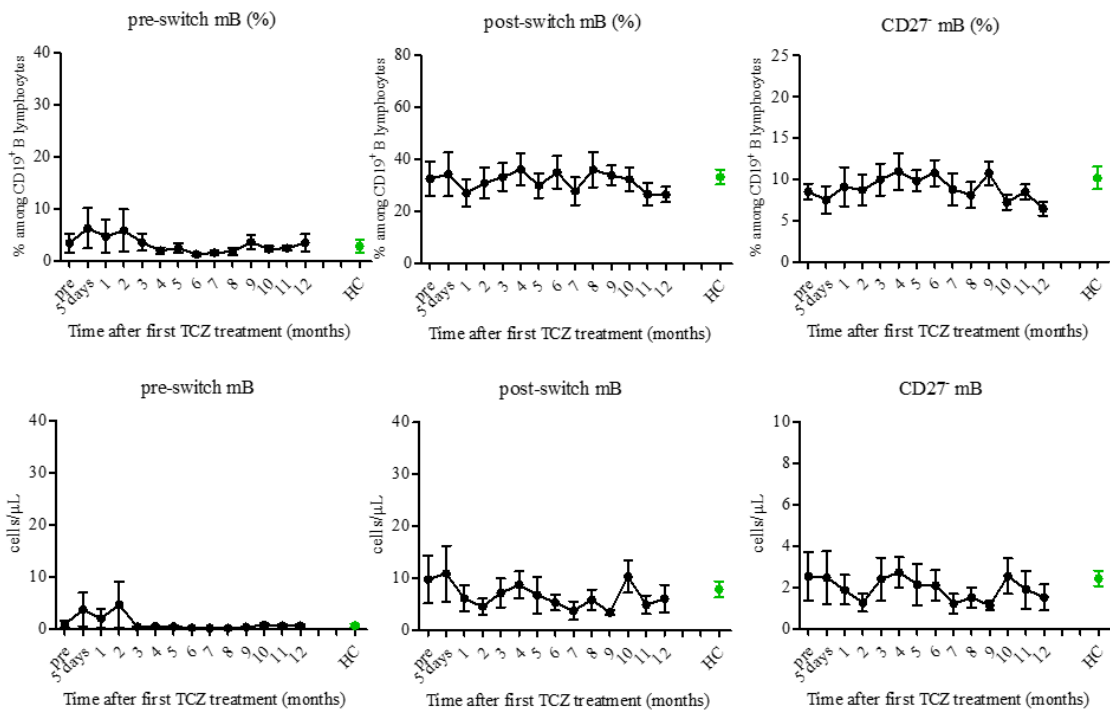 pre-switch mB (%)
% among CD19⁺ B lymphocytes
40
30
20
10
0
pre
5 days
1
2
3
4
5
6
7
8
9
10
11
12
HC
Time after first TCZ treatment (months)
post-switch mB (%)
% among CD19⁺ B lymphocytes
80
60
40
20
0
pre
5 days
1
2
3
4
5
6
7
8
9
10
11
12
HC
Time after first TCZ treatment (months)
CD27⁻ mB (%)
% among CD19⁺ B lymphocytes
25
20
15
10
5
0
pre
5 days
1
2
3
4
5
6
7
8
9
10
11
12
HC
Time after first TCZ treatment (months)
pre-switch mB
cells/μL
40
30
20
10
0
pre
5 days
1
2
3
4
5
6
7
8
9
10
11
12
HC
Time after first TCZ treatment (months)
post-switch mB
cells/μL
40
30
20
10
0
pre
5 days
1
2
3
4
5
6
7
8
9
10
11
12
HC
Time after first TCZ treatment (months)
CD27⁻ mB
cells/μL
10
8
6
4
2
0
pre
5 days
1
2
3
4
5
6
7
8
9
10
11
12
HC
Time after first TCZ treatment (months)